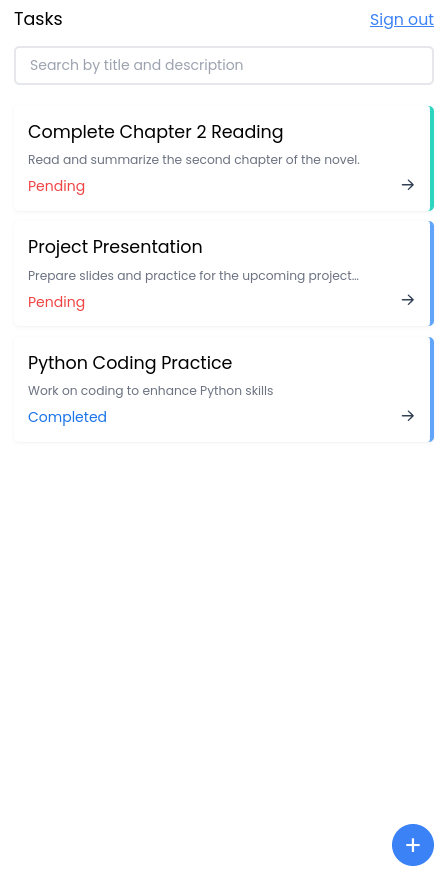 Tasks
Sign out
Search by title and description
Complete Chapter 2 Reading
Read and summarize the second chapter of the novel.
Pending
Project Presentation
Prepare slides and practice for the upcoming project...
Pending
Python Coding Practice
Work on coding to enhance Python skills
Completed